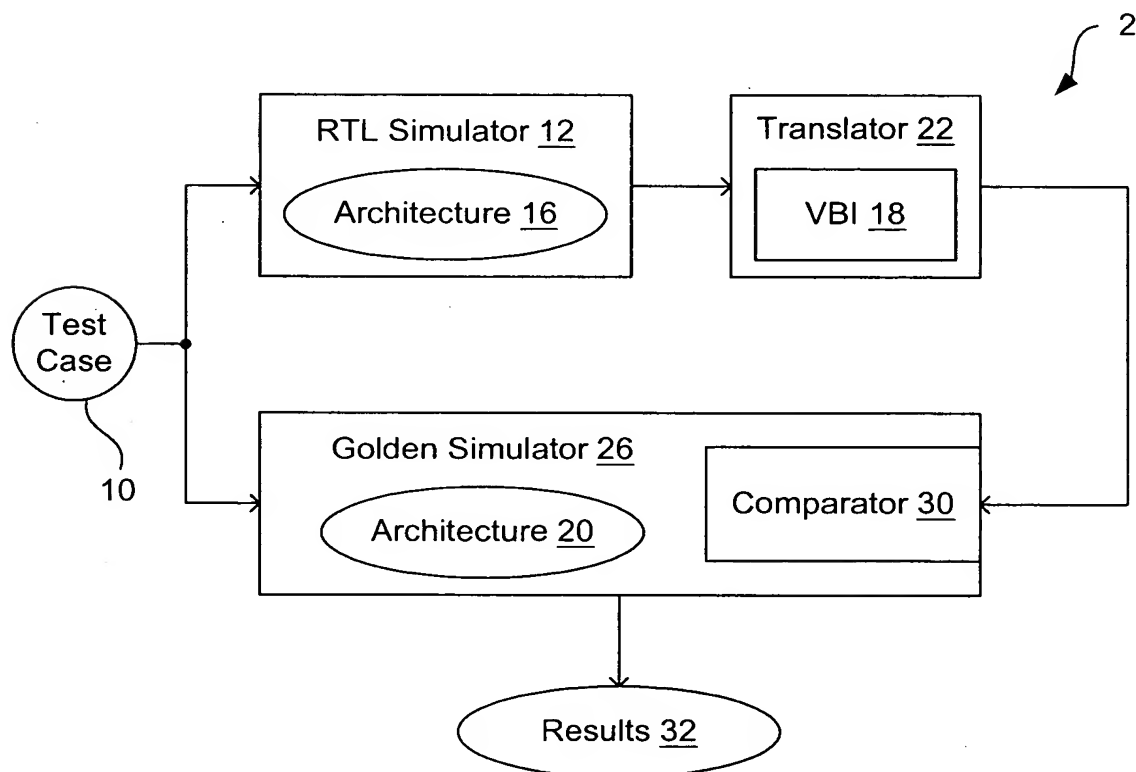 2
RTL Simulator 12
Architecture 16
Translator 22
VBI 18
Test
Case
10
Golden Simulator 26
Architecture 20
Comparator 30
Results 32